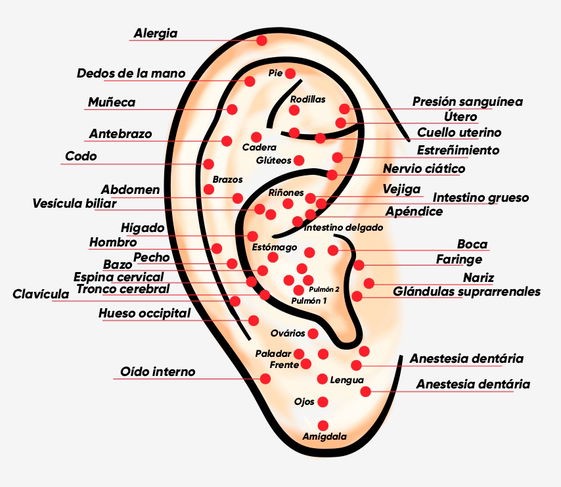 Alergia
Dedos de la mano
Pie
Muñeca
Rodillas
Presión sanguínea
Útero
Antebrazo
Cadera
Cuello uterino
Codo
Glúteos
Estreñimiento
Nervio ciático
Brazos
Abdomen
Riñones
Vejiga
Vesícula biliar
Intestino grueso
Apéndice
Hígado
Intestino delgado
Hombro
Estómago
Boca
Pecho
Faringe
Bazo
Espina cervical
Nariz
Tronco cerebral
Pulmón 2
Clavícula
Pulmón 1
Glándulas suprarrenales
Hueso occipital
Ovários
Paladar
Frente
Anestesia dentária
Oído interno
Lengua
Anestesia dentária
Ojos
Amigdala